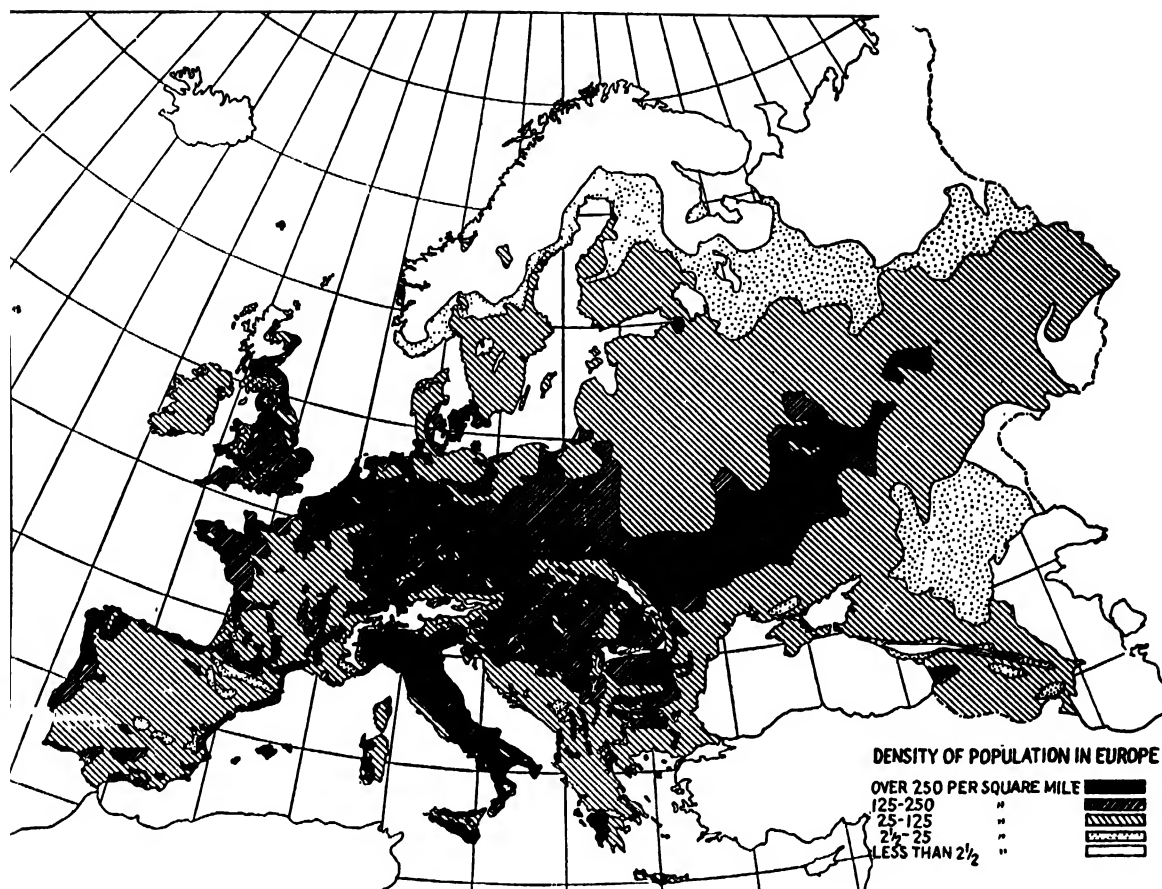 DENSITY OF POPULATION IN EUROPE
OVER 250 PER SQUARE MILE
125-250 "
25-125 "
2½-25 "
LESS THAN 2½ "